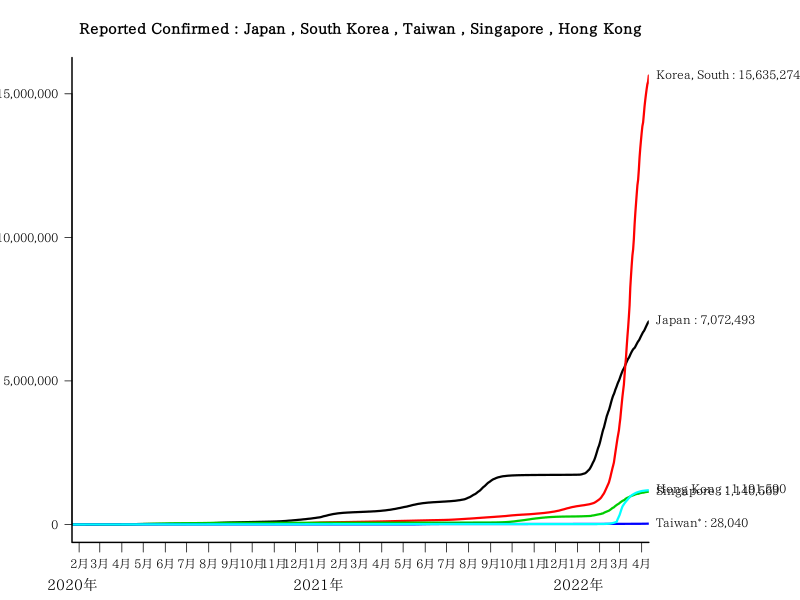 Reported Confirmed : Japan , South Korea , Taiwan , Singapore , Hong Kong
Korea, South : 15,635,274
15,000,000
10,000,000
Japan : 7,072,493
5,000,000
Hong Kong :
Singapore :
0
Taiwan* : 28,040
2月 3月 4月 5月 6月 7月 8月 9月 10月 11月 12月 1月 2月 3月 4月 5月 6月 7月 8月 9月 10月 11月 12月 1月 2月 3月 4月
2020年 2021年 2022年